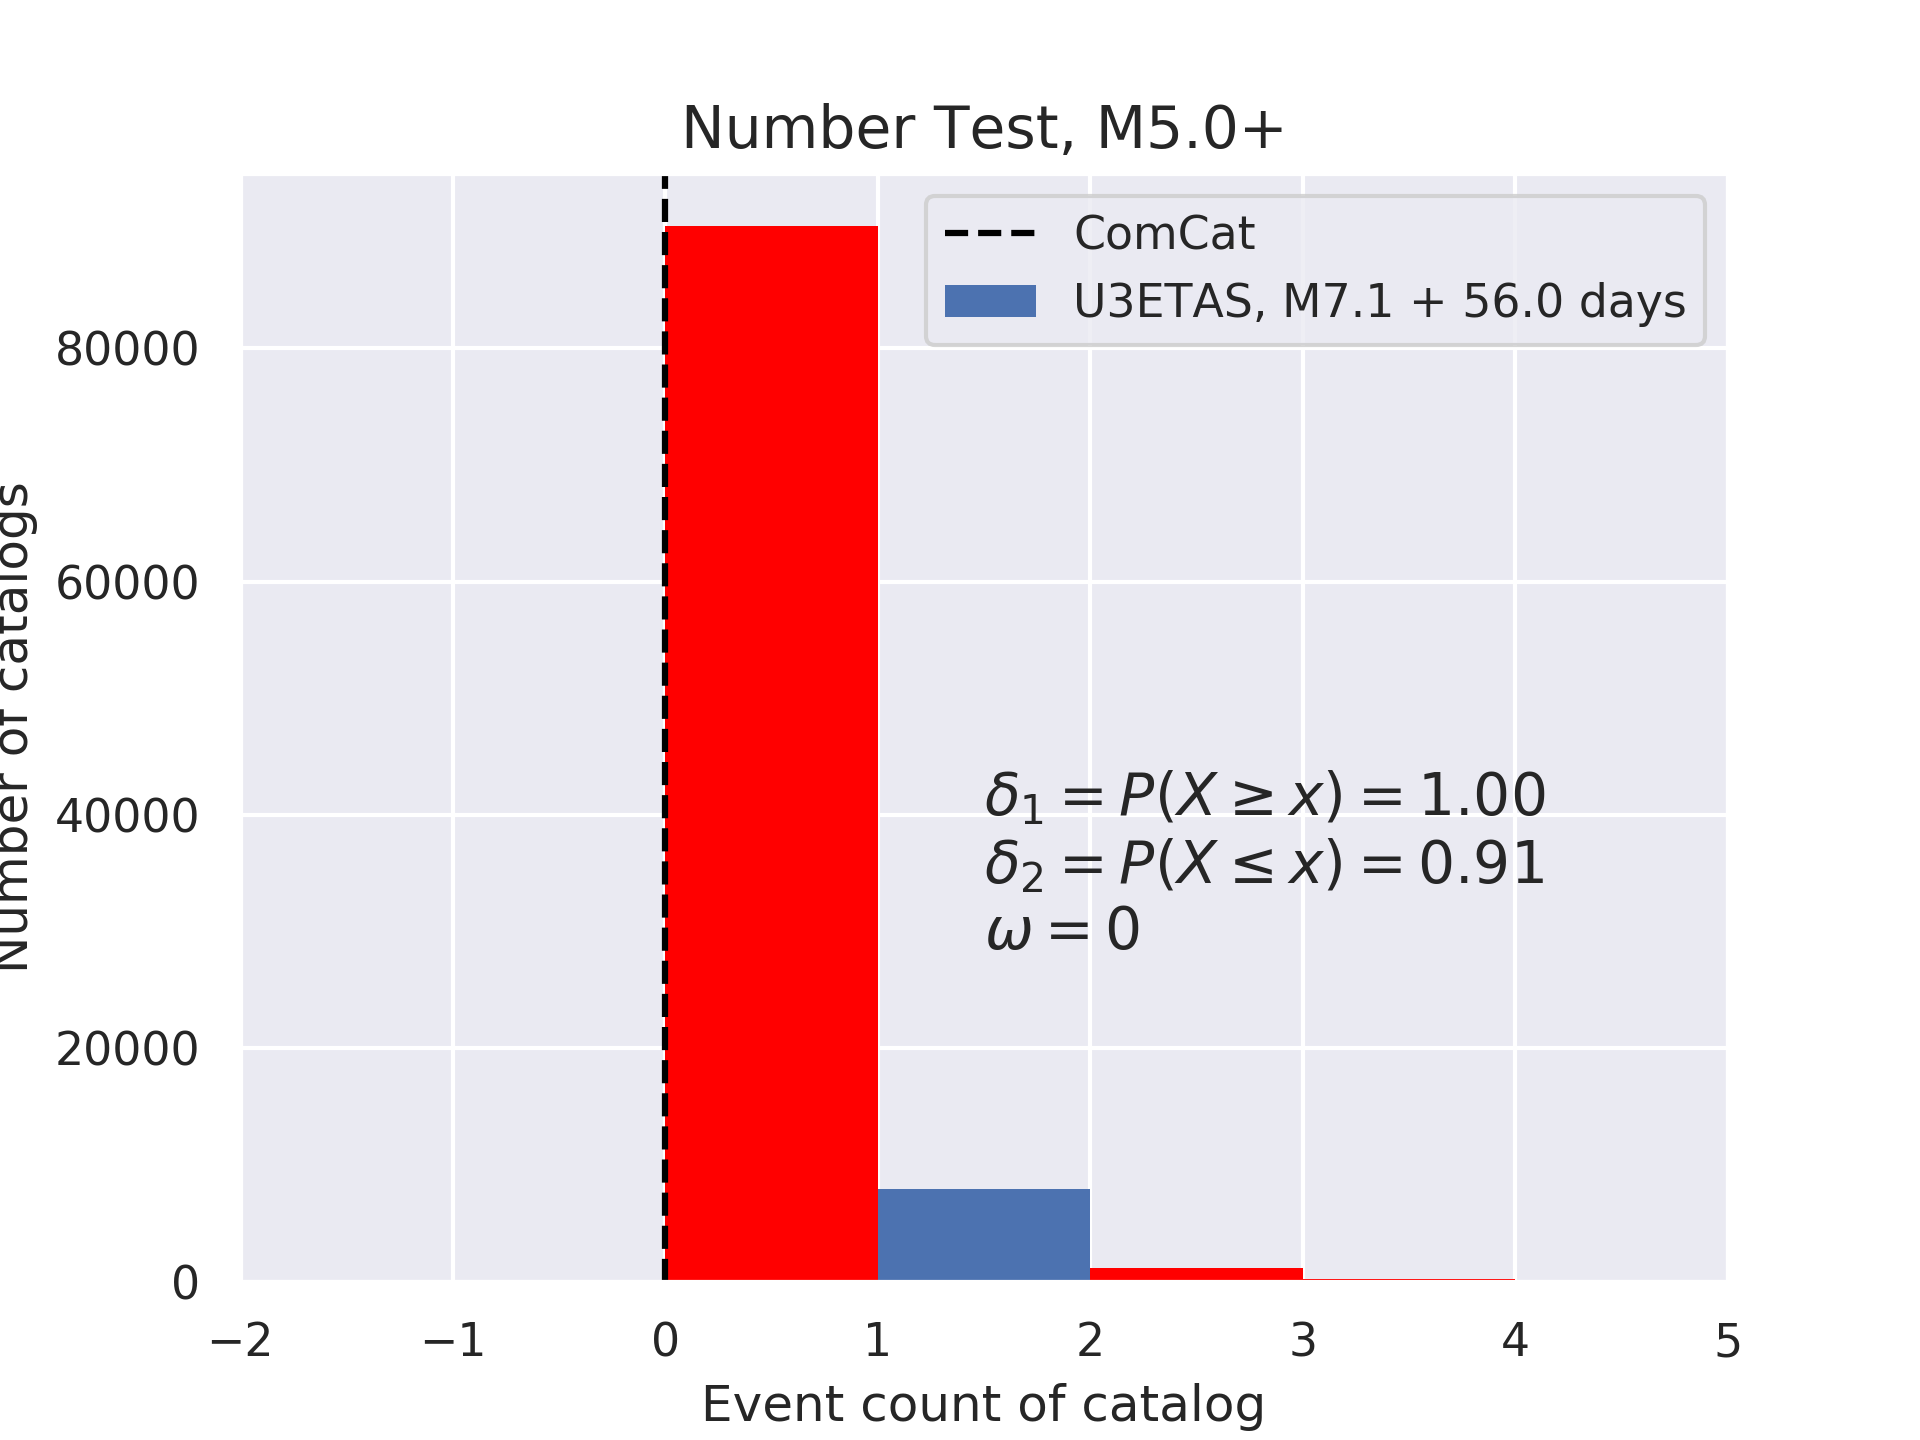 Number Test, M5.0+
ComCat
U3ETAS, M7.1 + 56.0 days
Number of catalogs
80000
60000
40000
20000
0
δ₁ = P(X ≥ x) = 1.00
δ₂ = P(X ≤ x) = 0.91
ω = 0
−2 −1 0 1 2 3 4 5
Event count of catalog